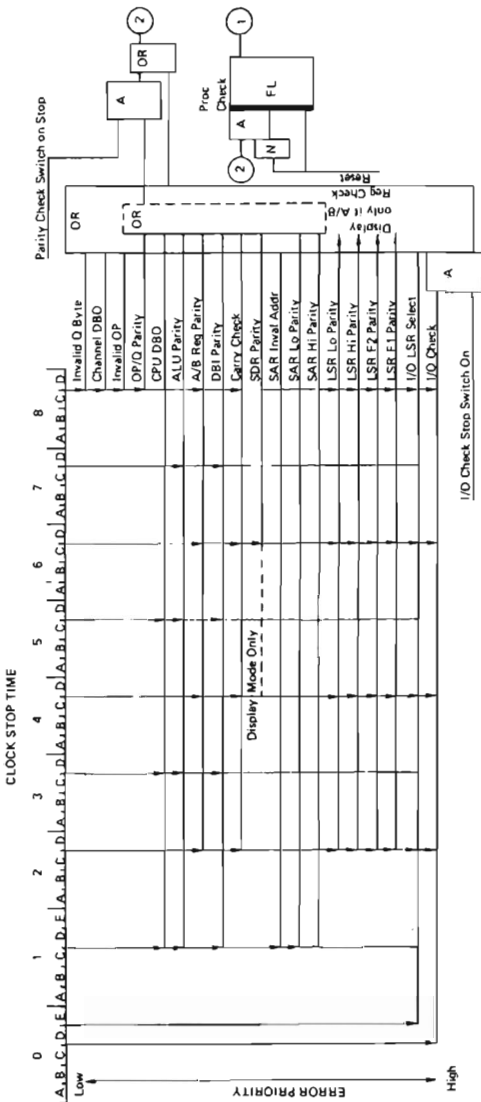 CLOCK STOP TIME
0 1 2 3 4 5 6 7 8
A B C D E A B C D E A B C D A B C D A B C D A B C D A' B C D A B C D A B C D
Low
ERROR PRIORITY
High
Invalid Q Byte
Channel DBO
Invalid OP
OP/Q Parity
CPU DBO
ALU Parity
A/B Reg Parity
DBI Parity
Carry Check
SDR Parity
SAR Inval Addr
SAR Lo Parity
SAR Hi Parity
LSR Lo Parity
LSR Hi Parity
LSR F2 Parity
LSR F1 Parity
I/O LSR Select
I/O Check
Display Mode Only
I/O Check Stop Switch On
Parity Check Switch on Stop
OR
OR
Display
only if A/B
Reg Check
A
A
OR
2
Reset
Proc
Check
2
A
N
FL
1